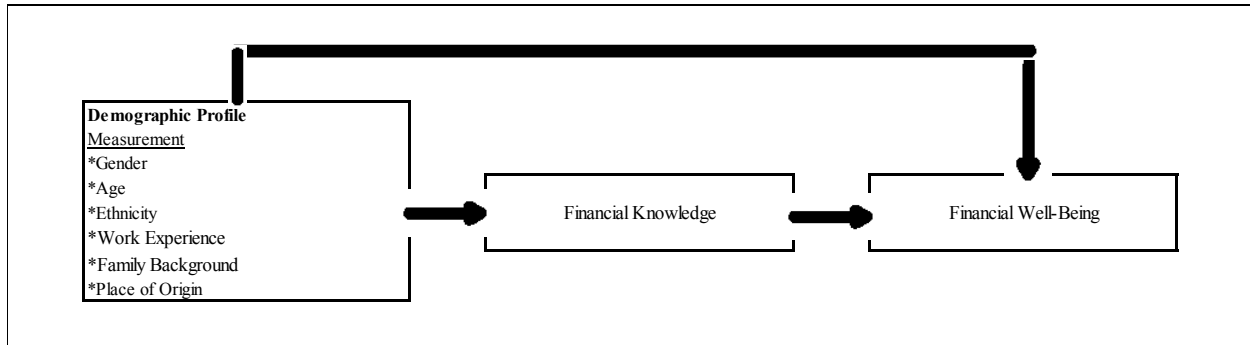 Demographic Profile
Measurement
*Gender
*Age
*Ethnicity
*Work Experience
*Family Background
*Place of Origin
Financial Knowledge
Financial Well-Being